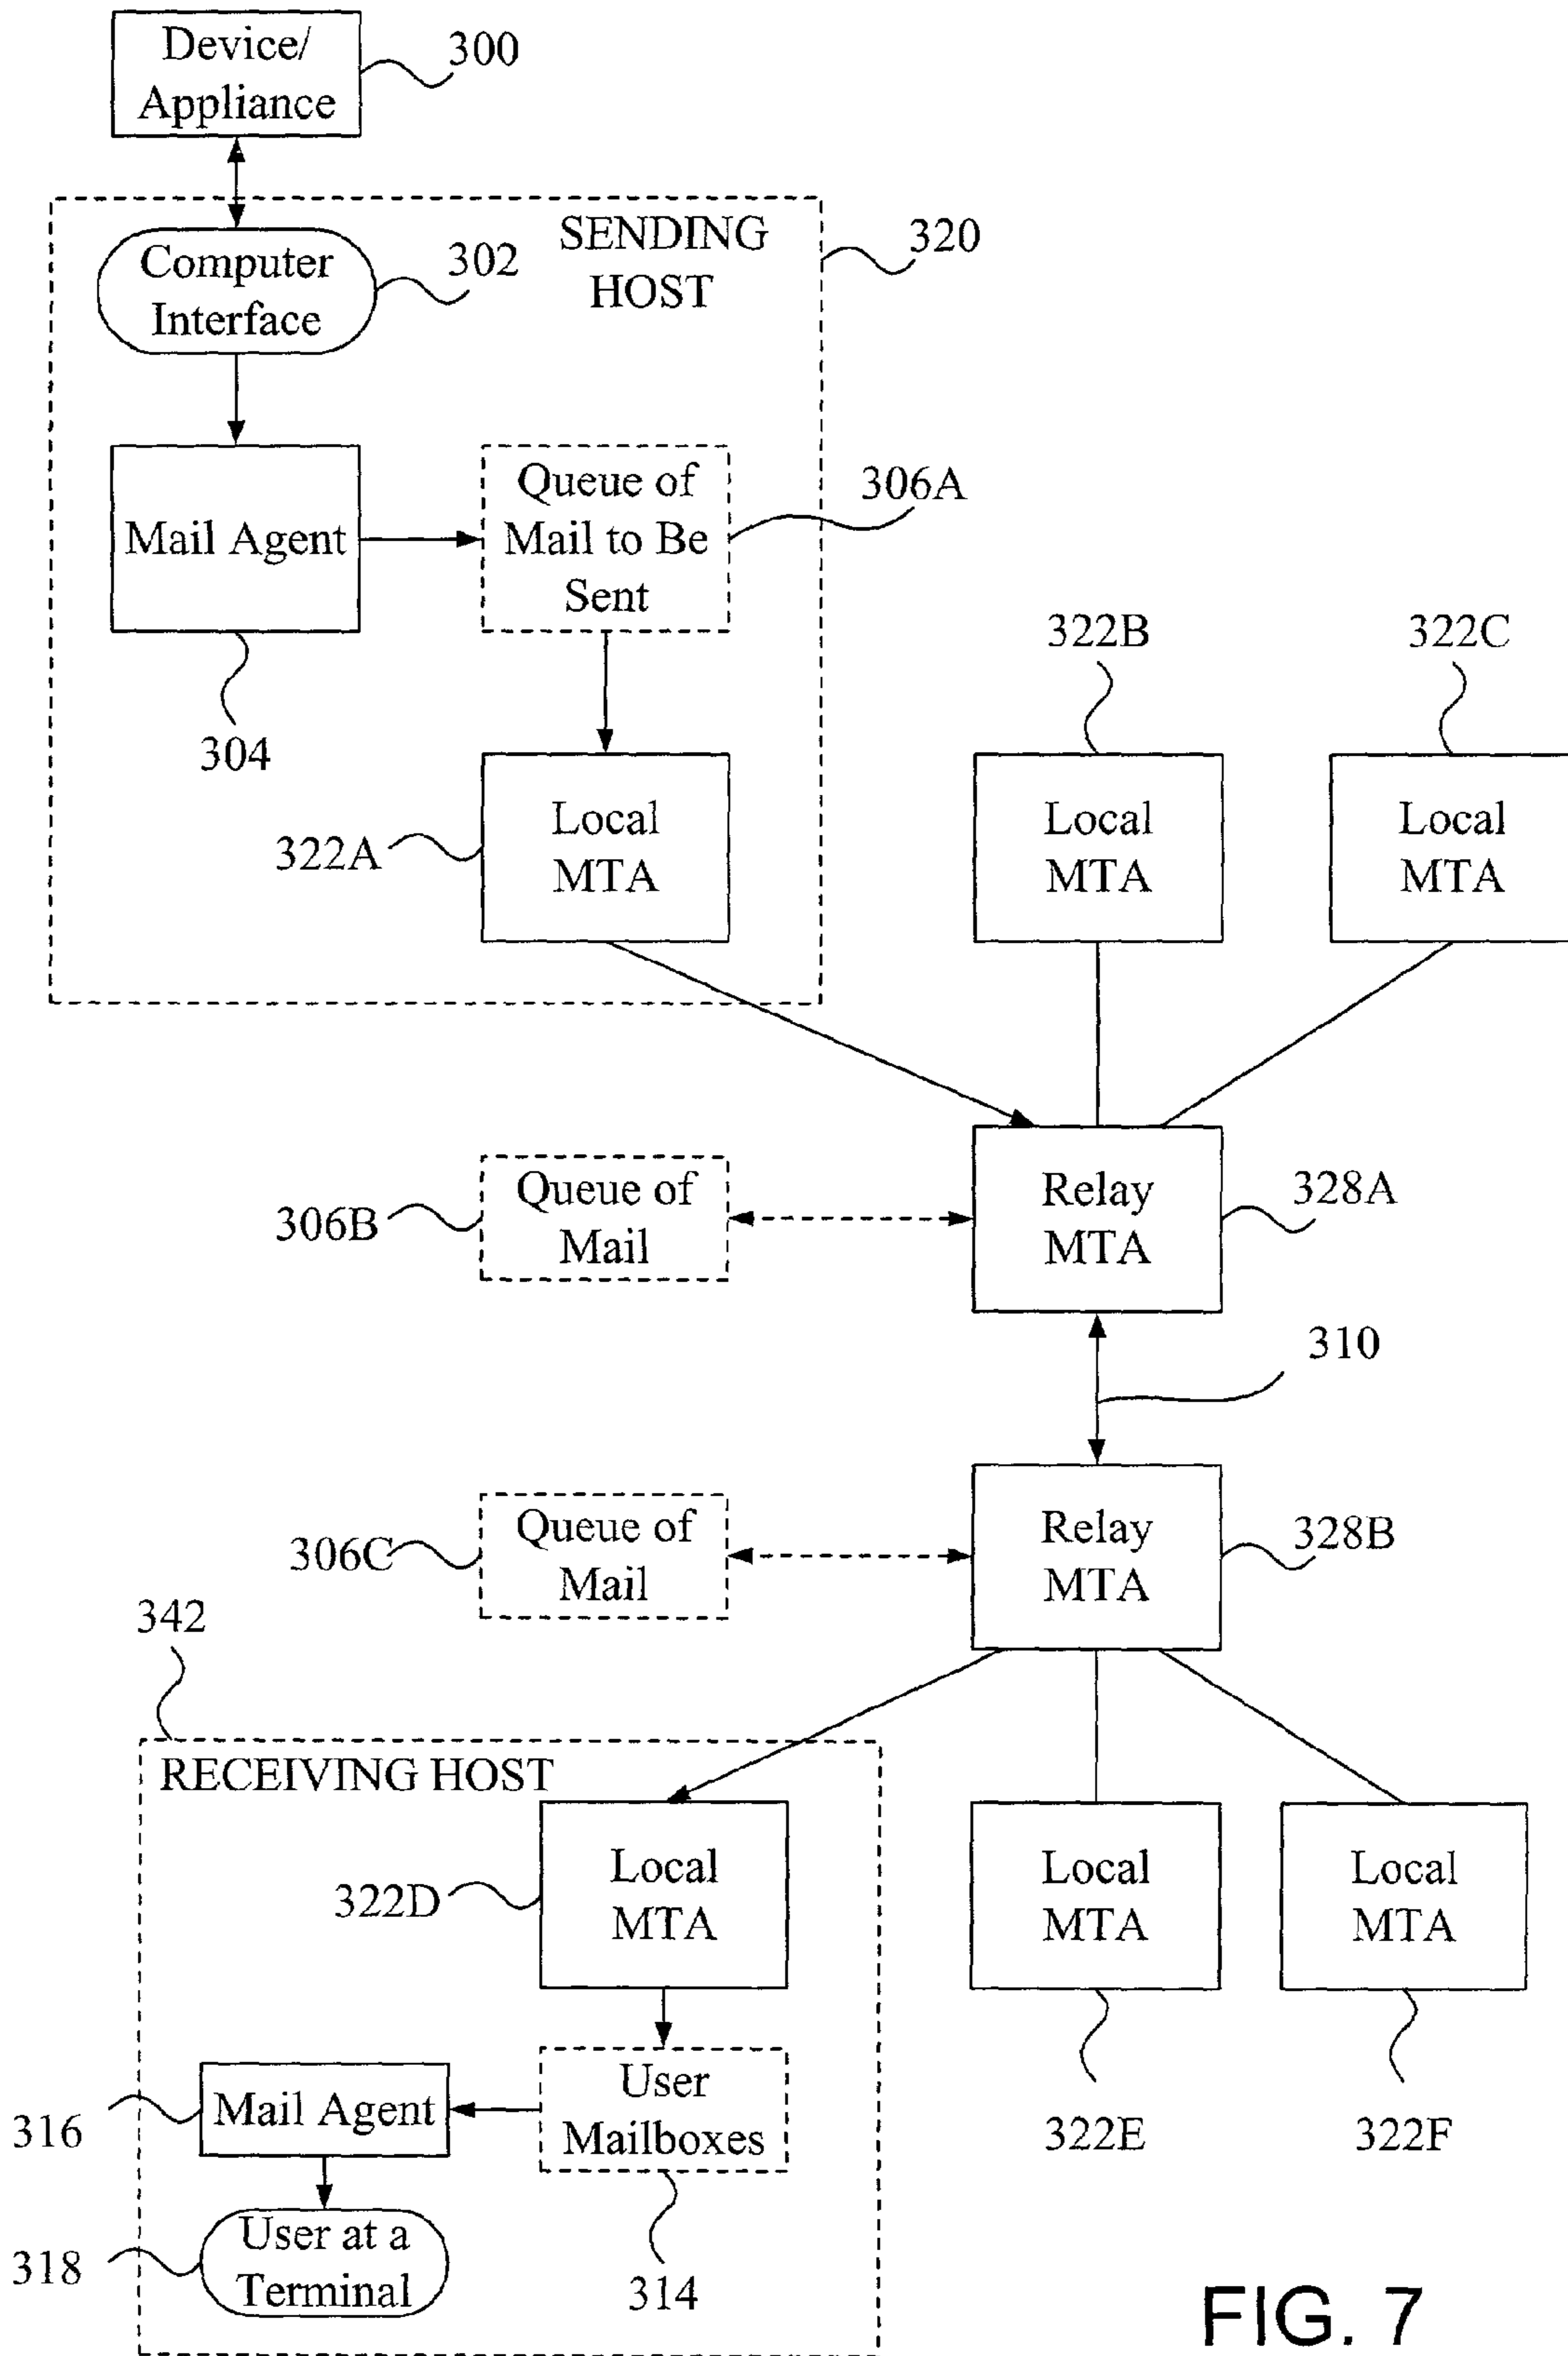 Device/
Appliance
300
SENDING
HOST
320
Computer
Interface
302
Mail Agent
304
Queue of
Mail to Be
Sent
306A
322B
322C
322A
Local
MTA
Local
MTA
Local
MTA
306B
Queue of
Mail
Relay
MTA
328A
310
306C
Queue of
Mail
Relay
MTA
328B
342
RECEIVING HOST
322D
Local
MTA
Local
MTA
Local
MTA
322E
322F
316
Mail Agent
User
Mailboxes
314
318
User at a
Terminal
FIG. 7